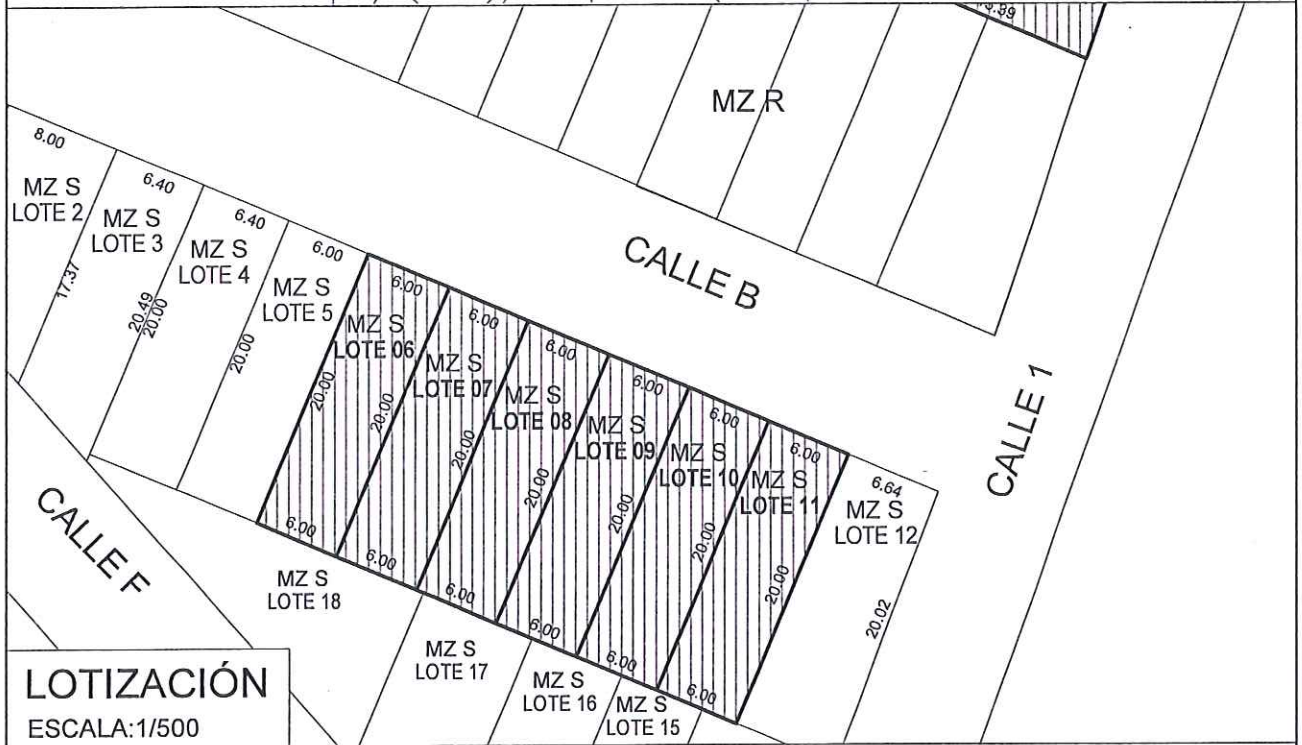 MZ R
CALLE B
CALLE 1
CALLE F
8.00
MZ S
LOTE 2
17.37
6.40
MZ S
LOTE 3
20.49
20.00
6.40
MZ S
LOTE 4
20.00
6.00
MZ S
LOTE 5
6.00
MZ S
LOTE 06
20.00
6.00
6.00
MZ S
LOTE 07
20.00
6.00
6.00
MZ S
LOTE 08
20.00
6.00
6.00
MZ S
LOTE 09
20.00
6.00
6.00
MZ S
LOTE 10
20.00
6.00
6.00
MZ S
LOTE 11
20.00
20.00
6.00
6.64
MZ S
LOTE 12
20.02
MZ S
LOTE 18
MZ S
LOTE 17
MZ S
LOTE 16
MZ S
LOTE 15
LOTIZACIÓN
ESCALA:1/500